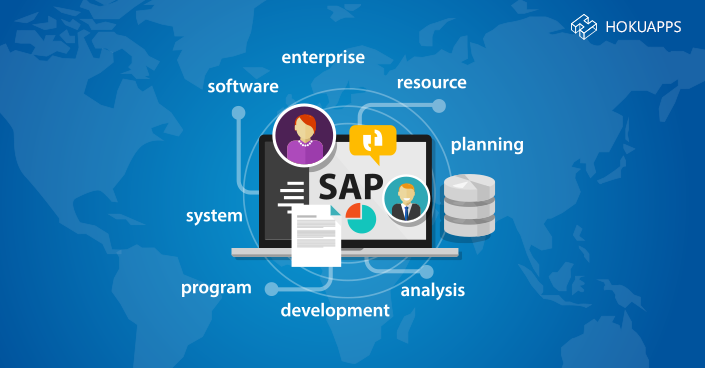 HOKUAPPS
enterprise
software
resource
planning
SAP
system
program
analysis
development